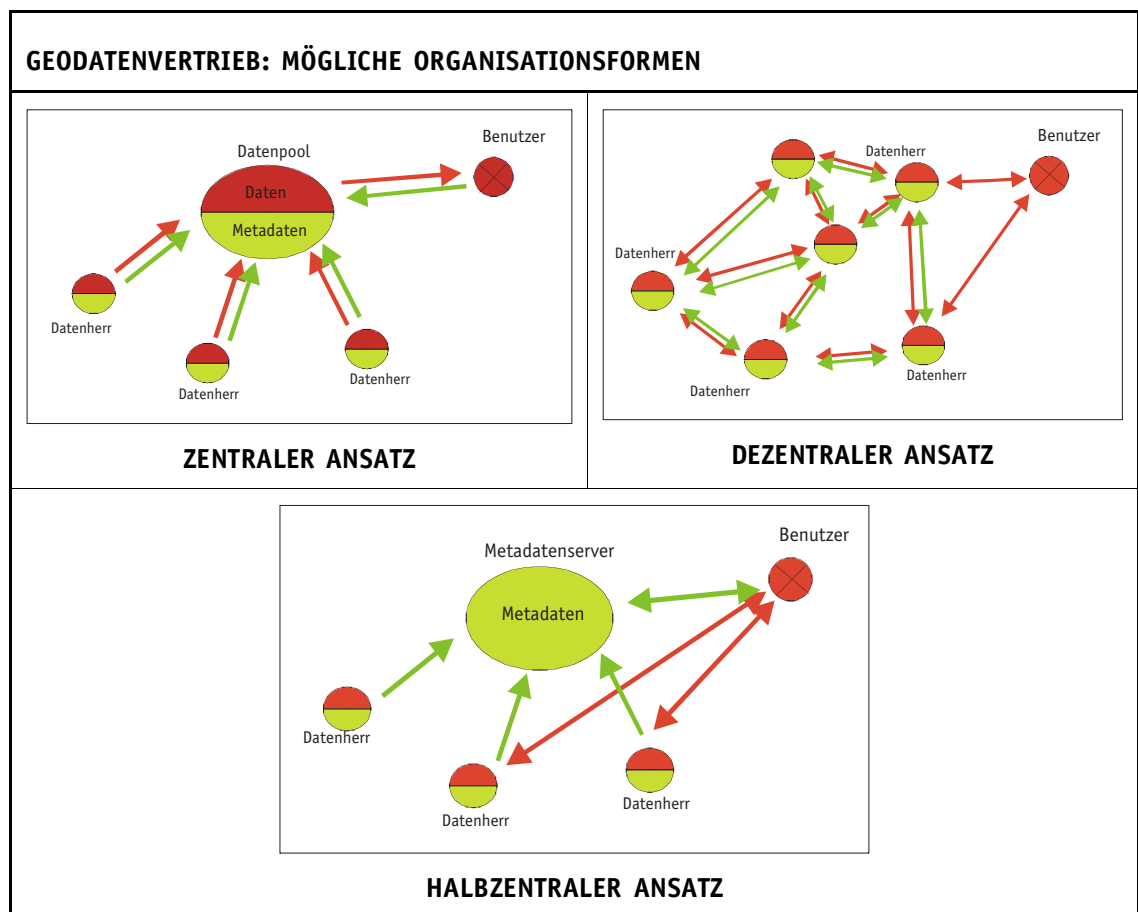 GEODATENVERTRIEB: MÖGLICHE ORGANISATIONSFORMEN
Benutzer
Datenpool
Daten
Metadaten
Datenherr
Datenherr
Datenherr
ZENTRALER ANSATZ
Benutzer
Datenherr
Datenherr
Datenherr
Datenherr
DEZENTRALER ANSATZ
Benutzer
Metadatenserver
Metadaten
Datenherr
Datenherr
Datenherr
HALBZENTRALER ANSATZ